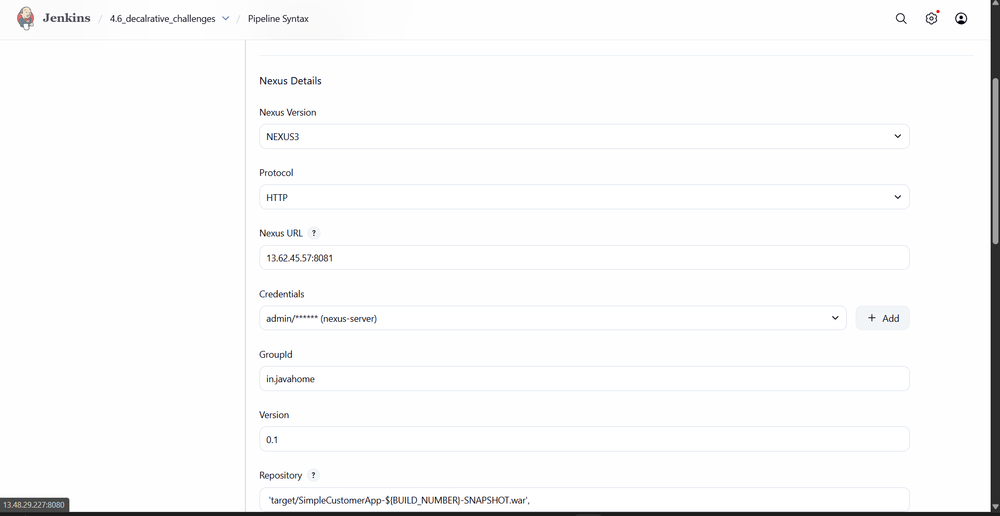 Jenkins / 4.6_decalrative_challenges / Pipeline Syntax
Nexus Details
Nexus Version
NEXUS3
Protocol
HTTP
Nexus URL ?
13.62.45.57:8081
Credentials
admin/****** (nexus-server)
+ Add
GroupId
in.javahome
Version
0.1
Repository ?
'target/SimpleCustomerApp-${BUILD_NUMBER}-SNAPSHOT.war',
13.48.29.227:8080